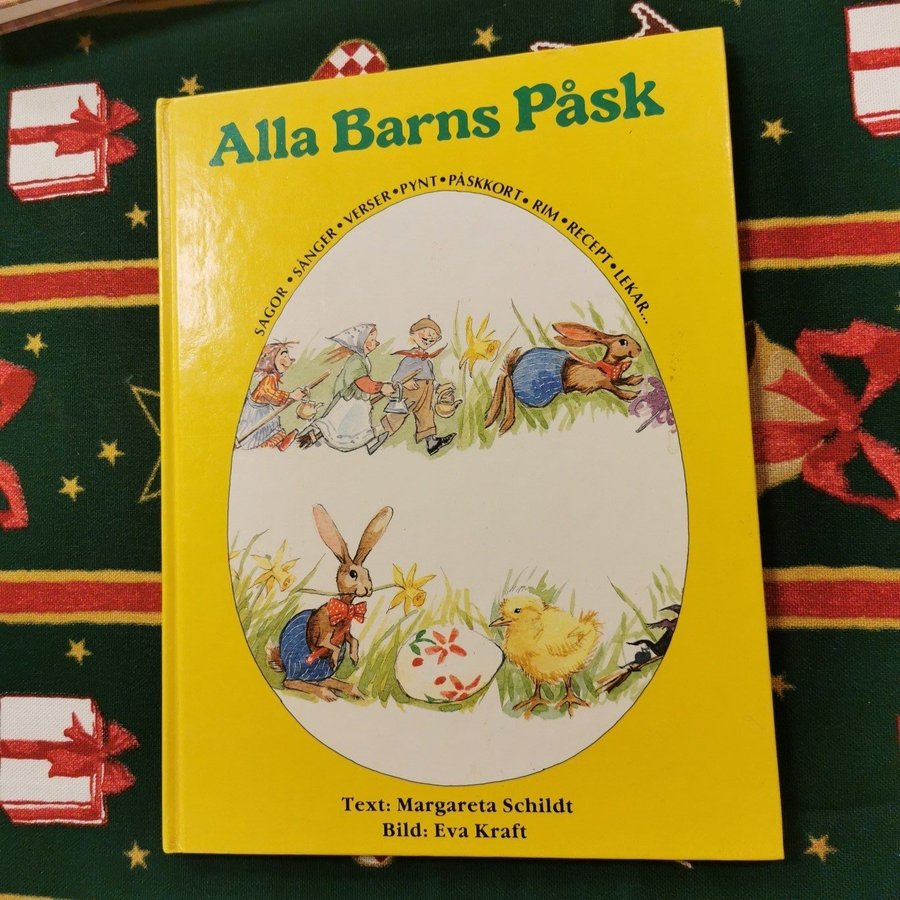 Alla Barns Påsk
SAGOR • SÅNGER • VERSER • PYNT • PÅSKKORT • RIM • RECEPT • LEKAR...
Text: Margareta Schildt
Bild: Eva Kraft